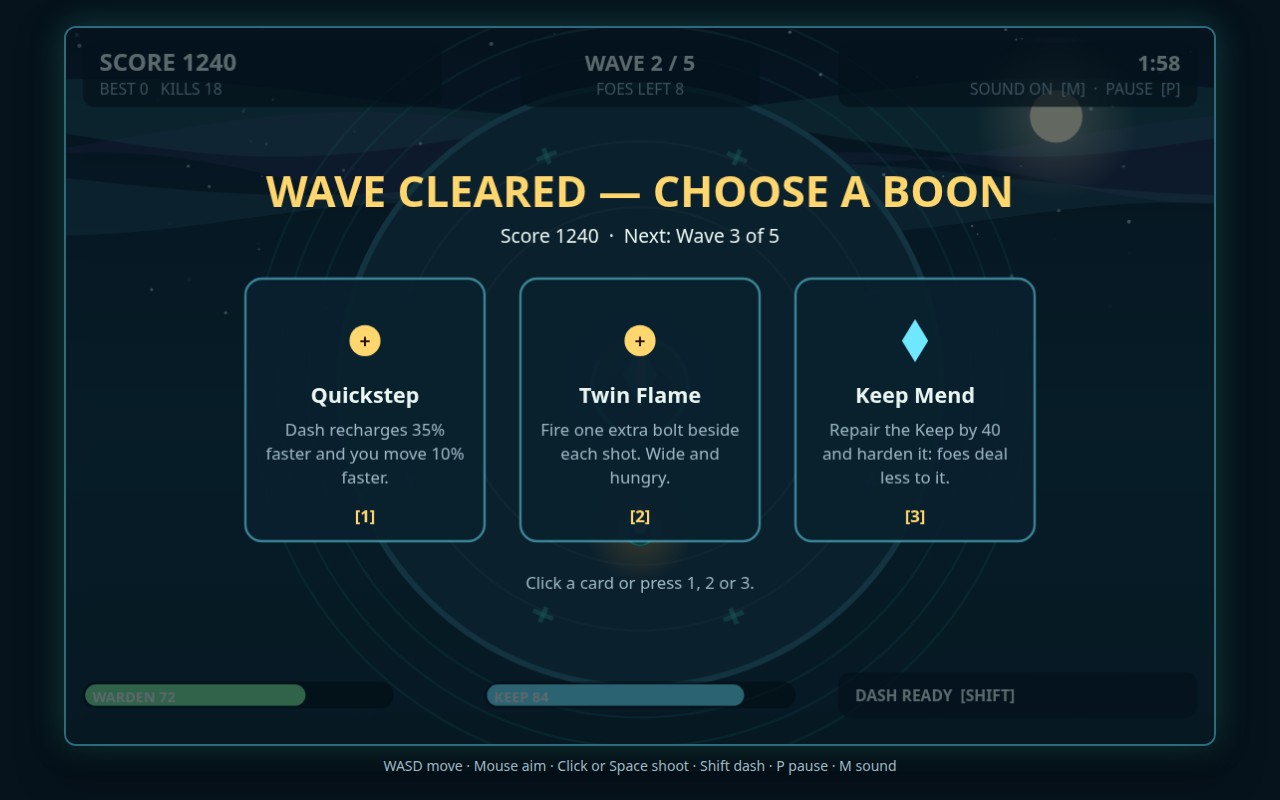 SCORE 1240
BEST 0   KILLS 18
WAVE 2 / 5
FOES LEFT 8
1:58
SOUND ON [M] · PAUSE [P]
WAVE CLEARED — CHOOSE A BOON
Score 1240 · Next: Wave 3 of 5
+
Quickstep
Dash recharges 35%
faster and you move 10%
faster.
[1]
+
Twin Flame
Fire one extra bolt beside
each shot. Wide and
hungry.
[2]
Keep Mend
Repair the Keep by 40
and harden it: foes deal
less to it.
[3]
Click a card or press 1, 2 or 3.
WARDEN 72
KEEP 84
DASH READY [SHIFT]
WASD move · Mouse aim · Click or Space shoot · Shift dash · P pause · M sound